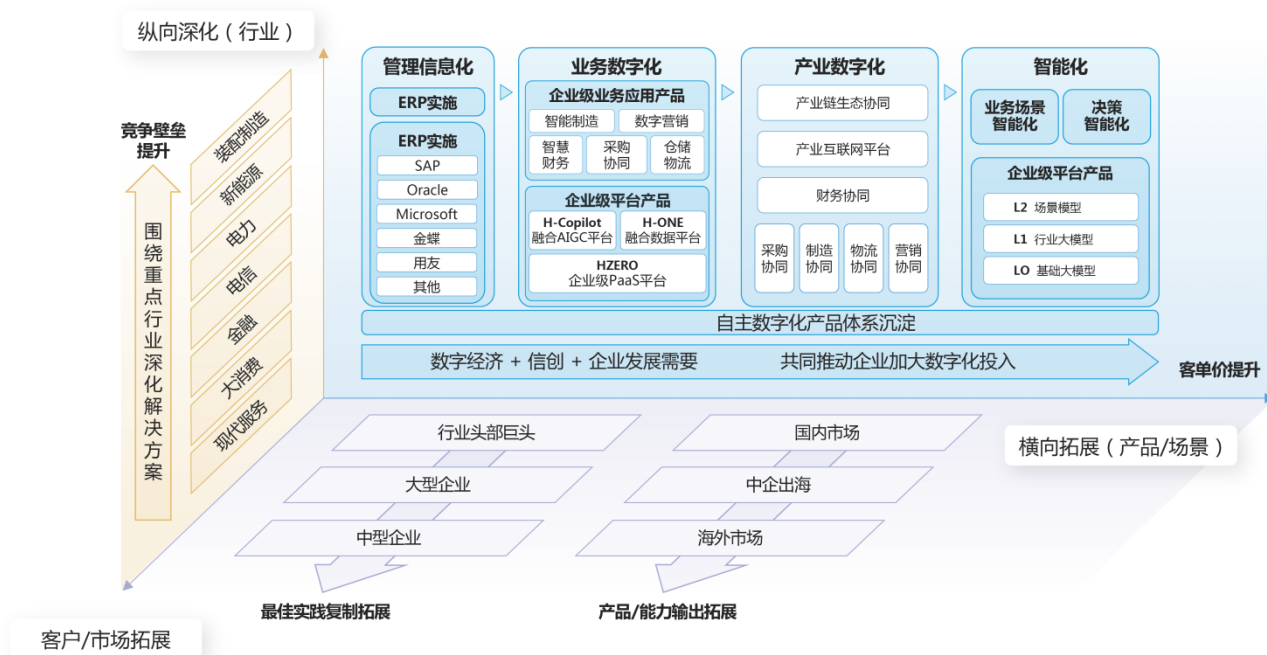 纵向深化（行业）
竞争壁垒
提升
围绕重点行业深化解决方案
装配制造
新能源
电力
电信
金融
大消费
现代服务
管理信息化
ERP实施
ERP实施
SAP
Oracle
Microsoft
金蝶
用友
其他
业务数字化
企业级业务应用产品
智能制造
数字营销
智慧
财务
采购
协同
仓储
物流
企业级平台产品
H-Copilot
融合AIGC平台
H-ONE
融合数据平台
HZERO
企业级PaaS平台
产业数字化
产业链生态协同
产业互联网平台
财务协同
采购
协同
制造
协同
物流
协同
营销
协同
智能化
业务场景
智能化
决策
智能化
企业级平台产品
L2 场景模型
L1 行业大模型
LO 基础大模型
自主数字化产品体系沉淀
数字经济 + 信创 + 企业发展需要 共同推动企业加大数字化投入
客单价提升
横向拓展（产品/场景）
行业头部巨头
大型企业
中型企业
最佳实践复制拓展
国内市场
中企出海
海外市场
产品/能力输出拓展
客户/市场拓展